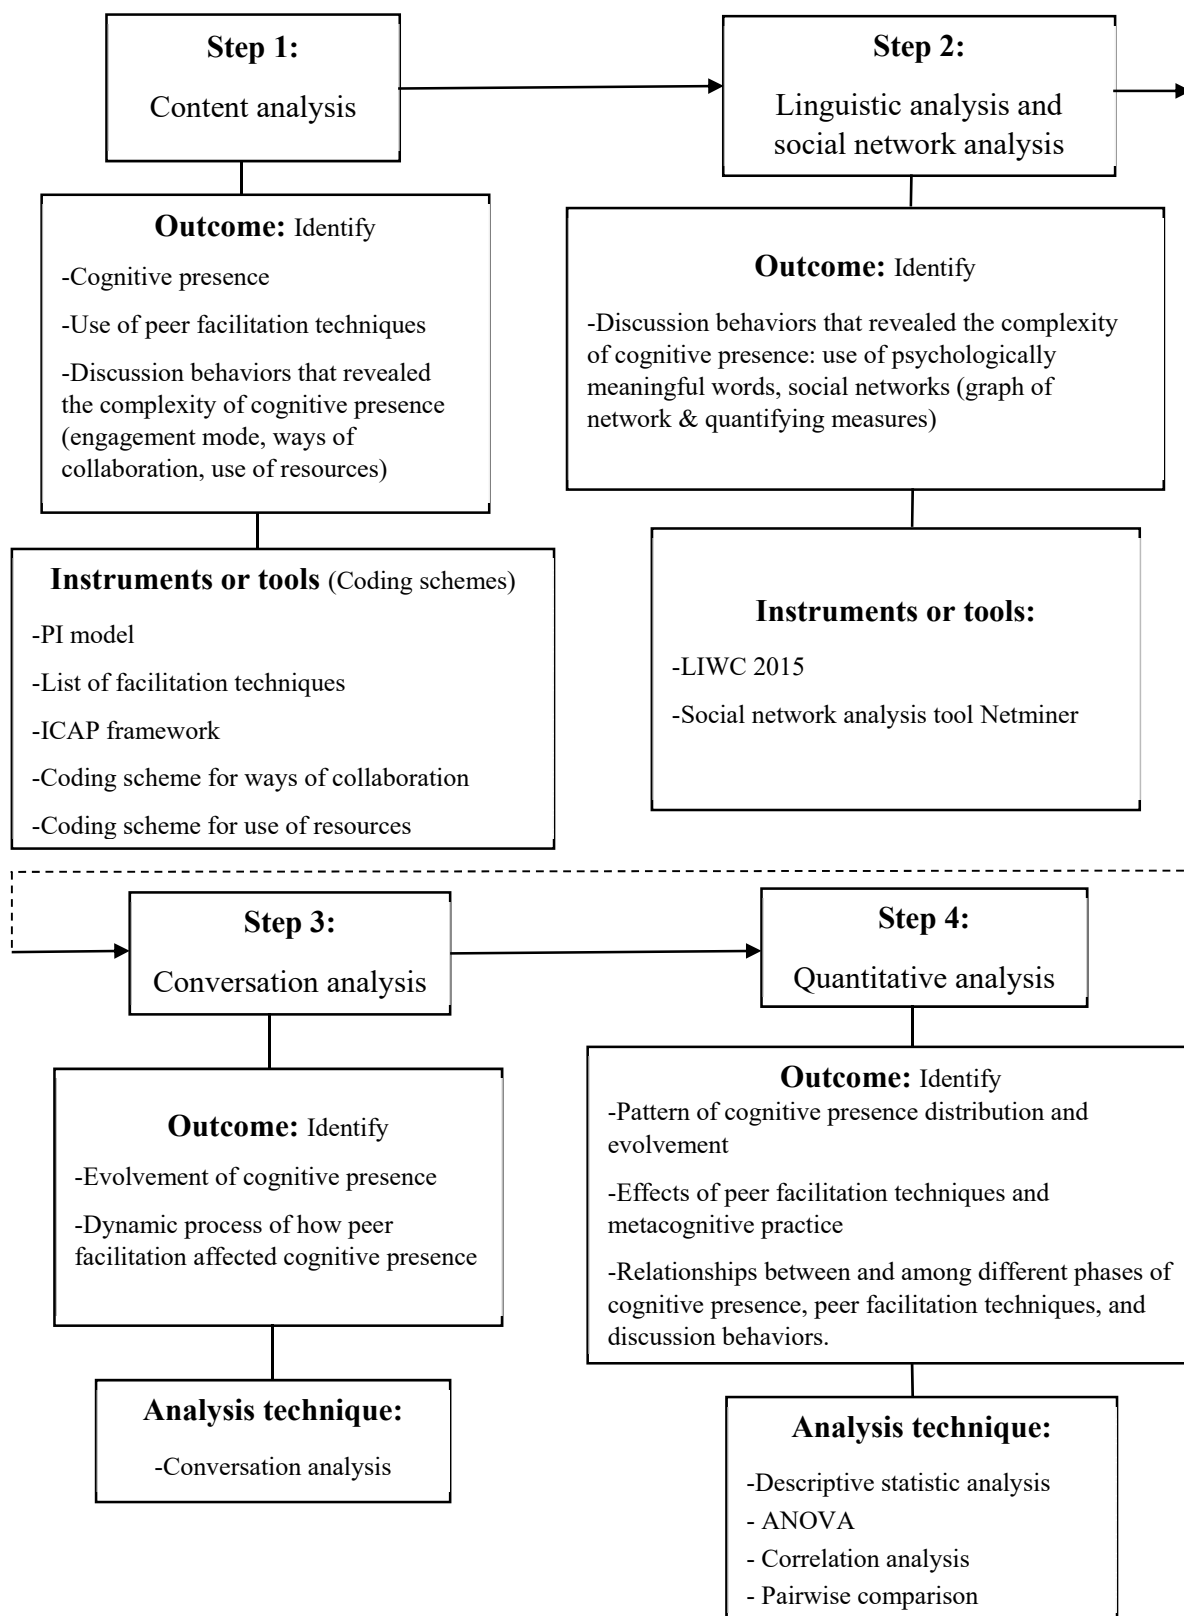 Step 1:
Content analysis
Step 2:
Linguistic analysis and
social network analysis
Outcome: Identify
-Cognitive presence
-Use of peer facilitation techniques
-Discussion behaviors that revealed
the complexity of cognitive presence
(engagement mode, ways of
collaboration, use of resources)
Outcome: Identify
-Discussion behaviors that revealed the complexity
of cognitive presence: use of psychologically
meaningful words, social networks (graph of
network & quantifying measures)
Instruments or tools (Coding schemes)
-PI model
-List of facilitation techniques
-ICAP framework
-Coding scheme for ways of collaboration
-Coding scheme for use of resources
Instruments or tools:
-LIWC 2015
-Social network analysis tool Netminer
Step 3:
Conversation analysis
Step 4:
Quantitative analysis
Outcome: Identify
-Evolvement of cognitive presence
-Dynamic process of how peer
facilitation affected cognitive presence
Outcome: Identify
-Pattern of cognitive presence distribution and
evolvement
-Effects of peer facilitation techniques and
metacognitive practice
-Relationships between and among different phases of
cognitive presence, peer facilitation techniques, and
discussion behaviors.
Analysis technique:
-Conversation analysis
Analysis technique:
-Descriptive statistic analysis
- ANOVA
- Correlation analysis
- Pairwise comparison